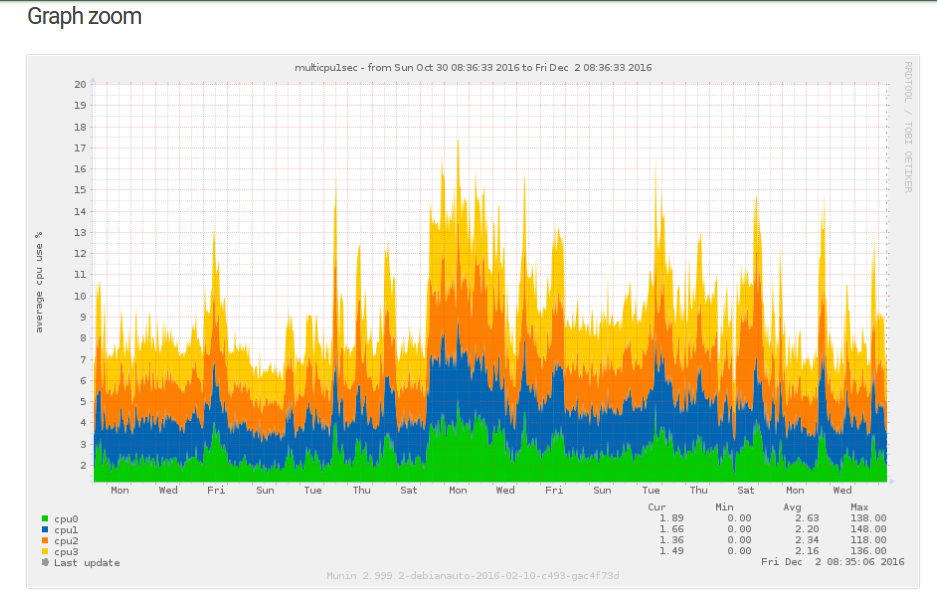 Graph zoom
multicpu1sec - from Sun Oct 30 08:36:33 2016 to Fri Dec 2 08:36:33 2016
RRDTOOL / TOBI OETIKER
average cpu use %
20
19
18
17
16
15
14
13
12
11
10
9
8
7
6
5
4
3
2
Mon Wed Fri Sun Tue Thu Sat Mon Wed Fri Sun Tue Thu Sat Mon Wed
Cur Min Avg Max
cpu0 1.89 0.00 2.63 138.00
cpu1 1.66 0.00 2.20 148.00
cpu2 1.36 0.00 2.34 118.00
cpu3 1.49 0.00 2.16 136.00
Last update Fri Dec 2 08:35:06 2016
Munin 2.999.2-debianauto-2016-02-10-c493-gac4f73d